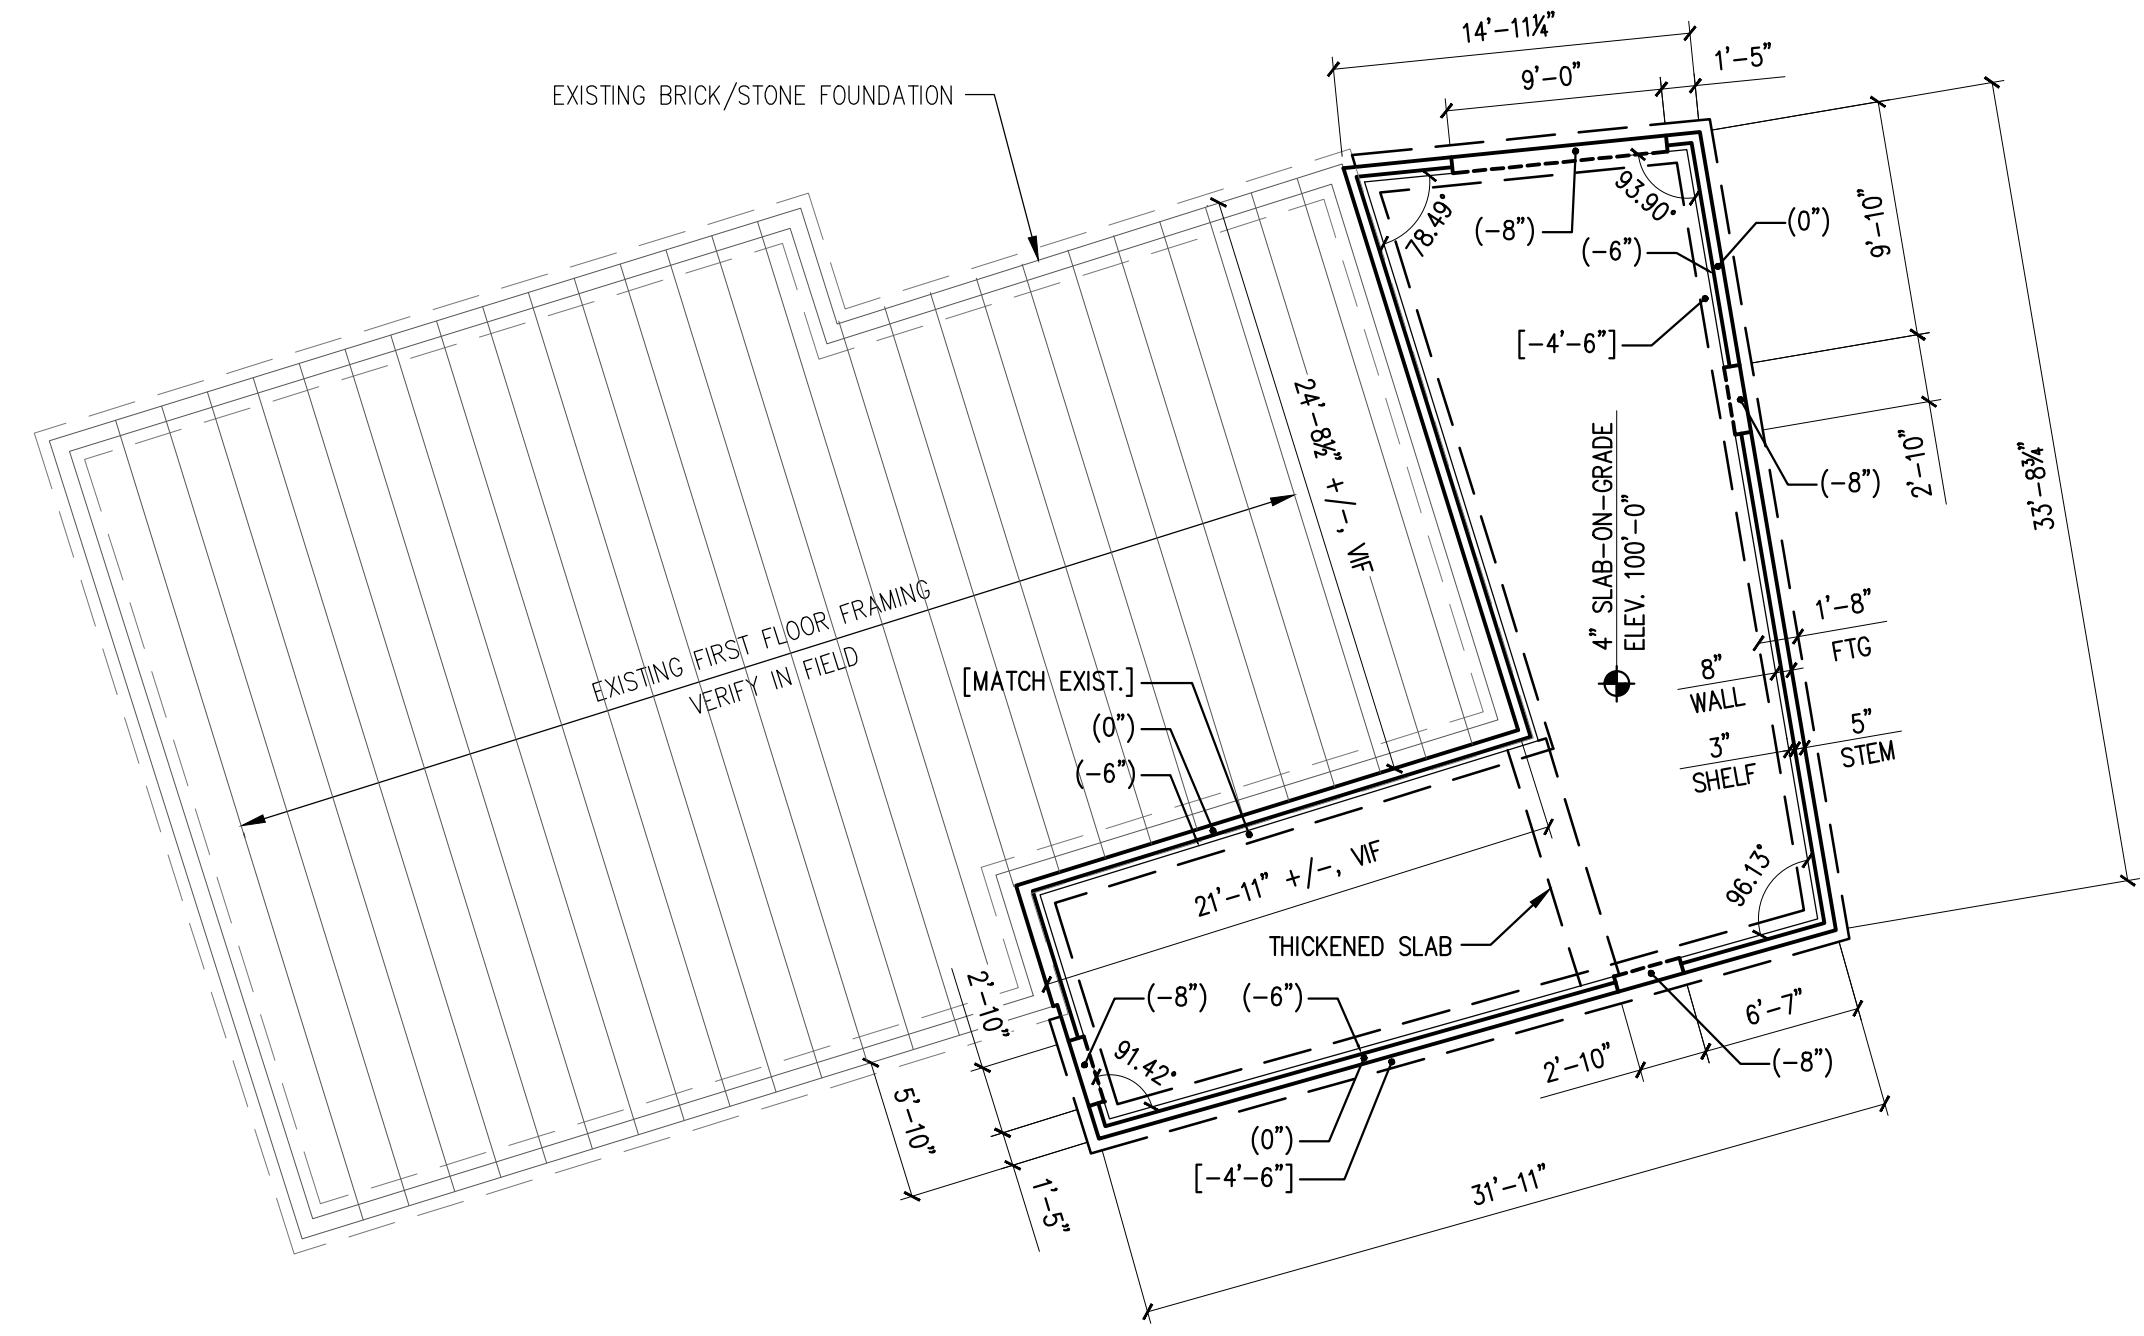 14'-11¼"
1'-5"
9'-0"
EXISTING BRICK/STONE FOUNDATION
93.90°
78.49°
(-8")
(0")
(-6")
9'-10"
[-4'-6"]
24'-8½" +/-, VIF
4" SLAB-ON-GRADE
ELEV. 100'-0"
(-8")
2'-10"
33'-8¾"
EXISTING FIRST FLOOR FRAMING
VERIFY IN FIELD
1'-8"
FTG
8"
WALL
[MATCH EXIST.]
(0")
(-6")
5"
STEM
3"
SHELF
21'-11" +/-, VIF
96.13°
THICKENED SLAB
2'-10"
(-8")
(-6")
6'-7"
91.42°
2'-10"
(-8")
5'-10"
(0")
[-4'-6"]
1'-5"
31'-11"